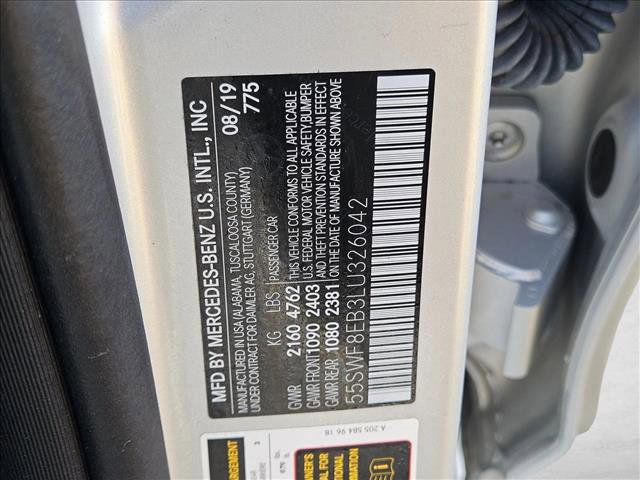 MFD BY MERCEDES-BENZ U.S. INTL., INC
08/19
775
MANUFACTURED IN USA (ALABAMA, TUSCALOOSA COUNTY)
UNDER CONTRACT FOR DAIMLER AG, STUTTGART (GERMANY)
KG LBS PASSENGER CAR
GVWR 2160 4762 THIS VEHICLE CONFORMS TO ALL APPLICABLE
GAWR FRONT 1090 2403 U.S. FEDERAL MOTOR VEHICLE SAFETY, BUMPER
AND THEFT PREVENTION STANDARDS IN EFFECT
GAWR REAR: 1080 2381 ON THE DATE OF MANUFACTURE SHOWN ABOVE
55SWF8EB3LU326042
A 205 584 96 18